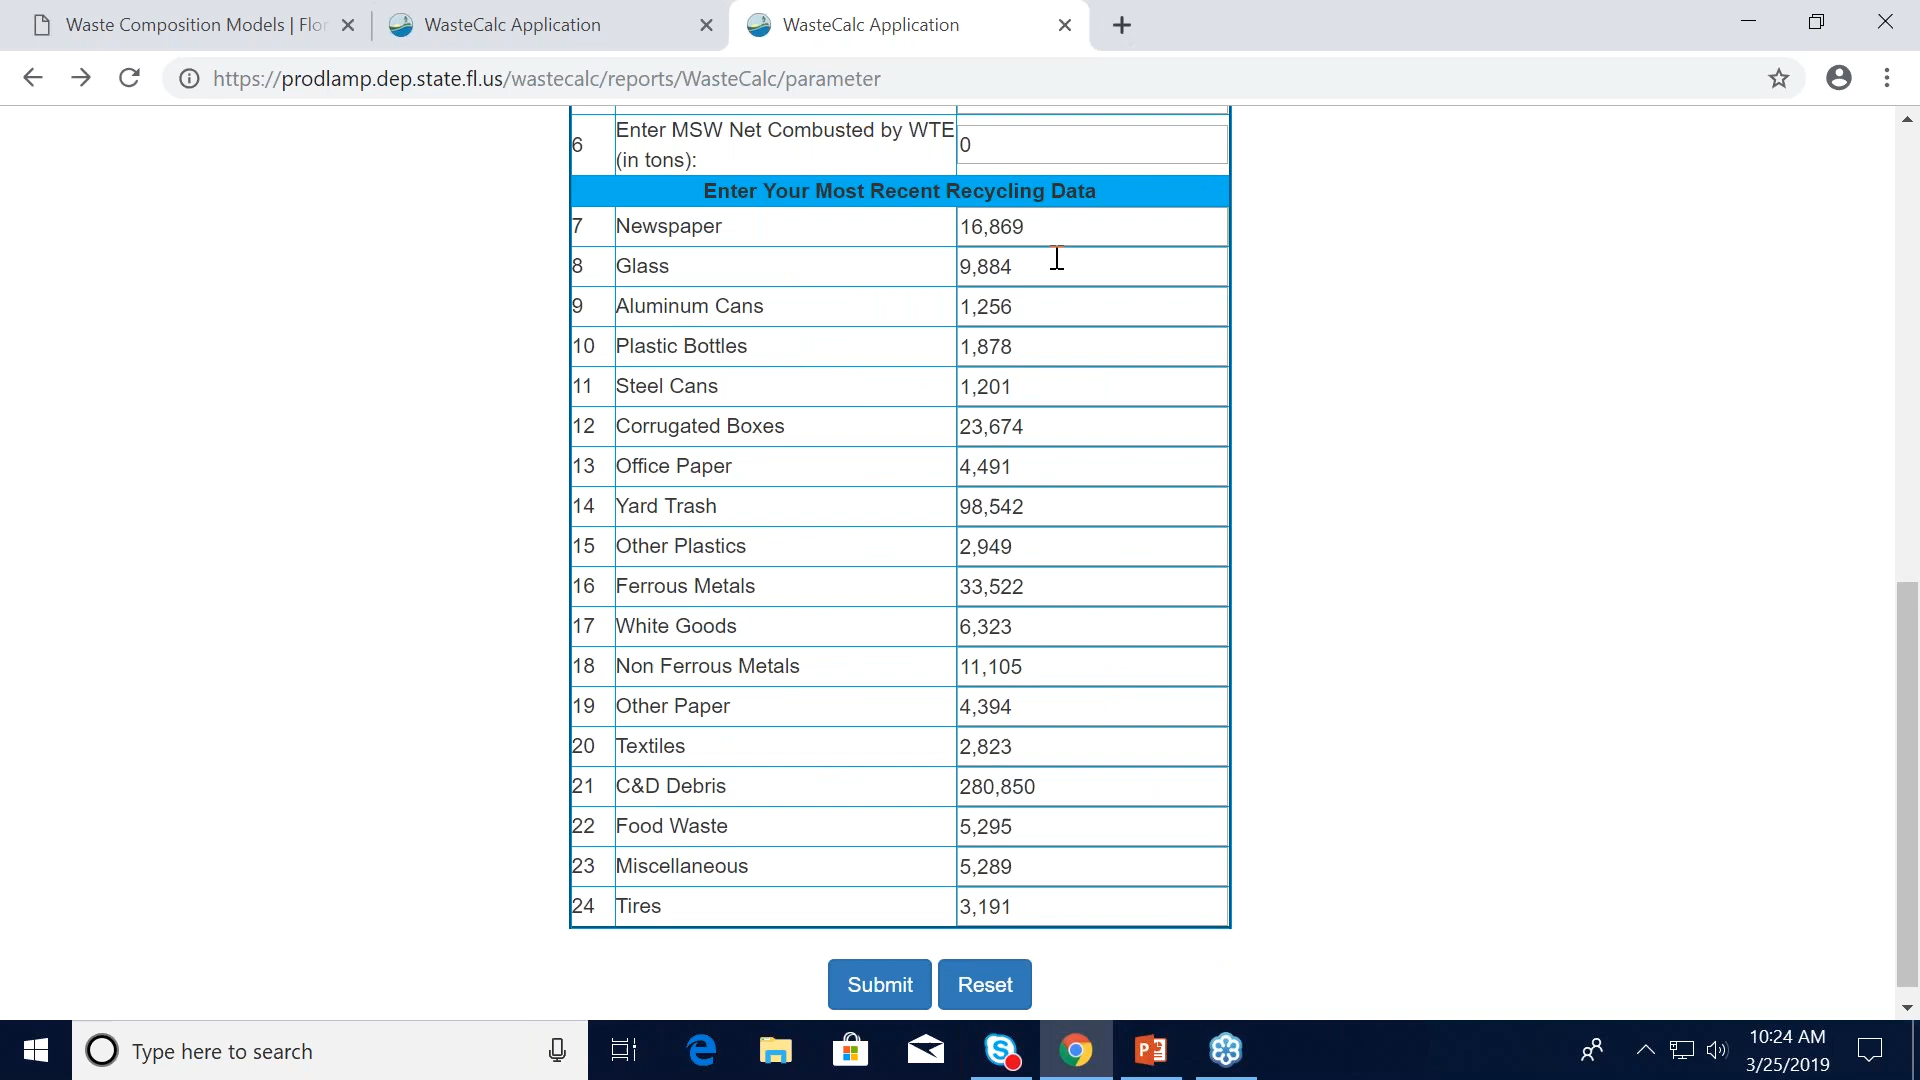 Waste Composition Models | Flor
WasteCalc Application
WasteCalc Application
https://prodlamp.dep.state.fl.us/wastecalc/reports/WasteCalc/parameter
6 Enter MSW Net Combusted by WTE (in tons): 0
Enter Your Most Recent Recycling Data
7 Newspaper 16,869
8 Glass 9,884
9 Aluminum Cans 1,256
10 Plastic Bottles 1,878
11 Steel Cans 1,201
12 Corrugated Boxes 23,674
13 Office Paper 4,491
14 Yard Trash 98,542
15 Other Plastics 2,949
16 Ferrous Metals 33,522
17 White Goods 6,323
18 Non Ferrous Metals 11,105
19 Other Paper 4,394
20 Textiles 2,823
21 C&D Debris 280,850
22 Food Waste 5,295
23 Miscellaneous 5,289
24 Tires 3,191
Submit Reset
Type here to search
10:24 AM
3/25/2019